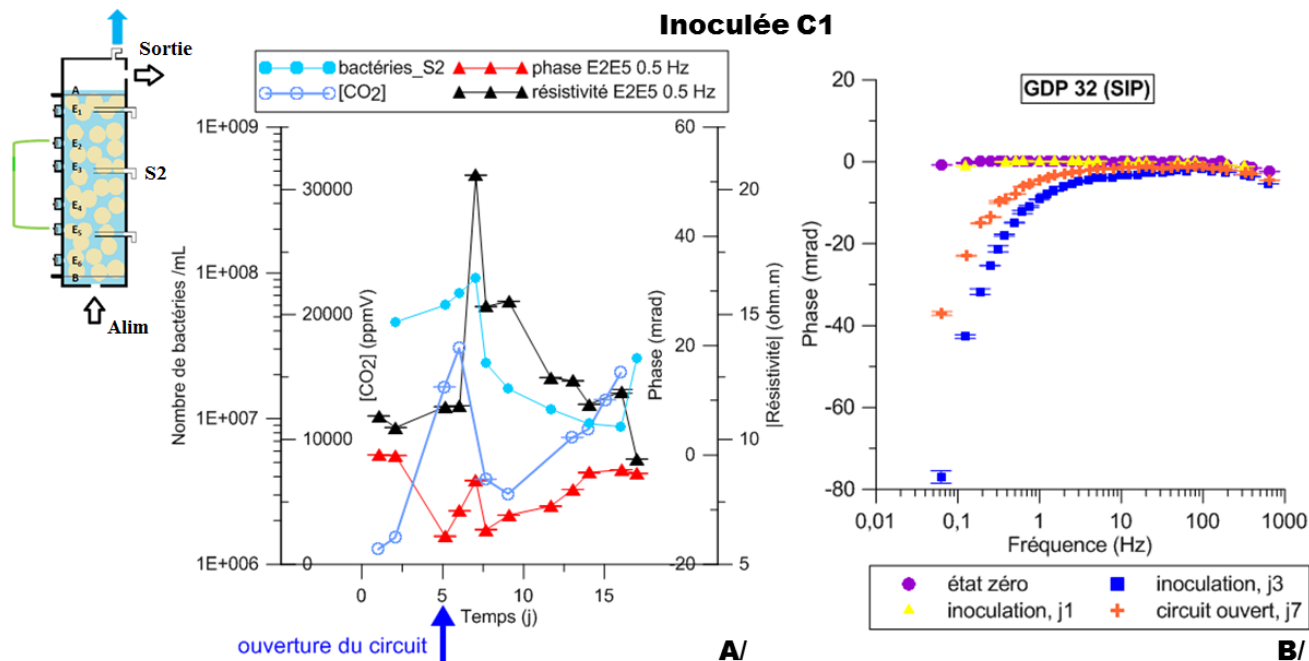 Inoculée C1
Sortie
A
E1
E2
E3
S2
E4
E5
E6
B
Alim
bactéries_S2
phase E2E5 0.5 Hz
[CO2]
résistivité E2E5 0.5 Hz
1E+009
1E+008
1E+007
1E+006
Nombre de bactéries /mL
30000
20000
10000
0
[CO2] (ppmV)
60
40
20
0
-20
Phase (mrad)
20
15
10
5
|Résistivité| (ohm.m)
0 5 10 15
Temps (j)
ouverture du circuit
A/
GDP 32 (SIP)
20
0
-20
-40
-60
-80
Phase (mrad)
0,01 0,1 1 10 100 1000
Fréquence (Hz)
état zéro
inoculation, j3
inoculation, j1
circuit ouvert, j7
B/